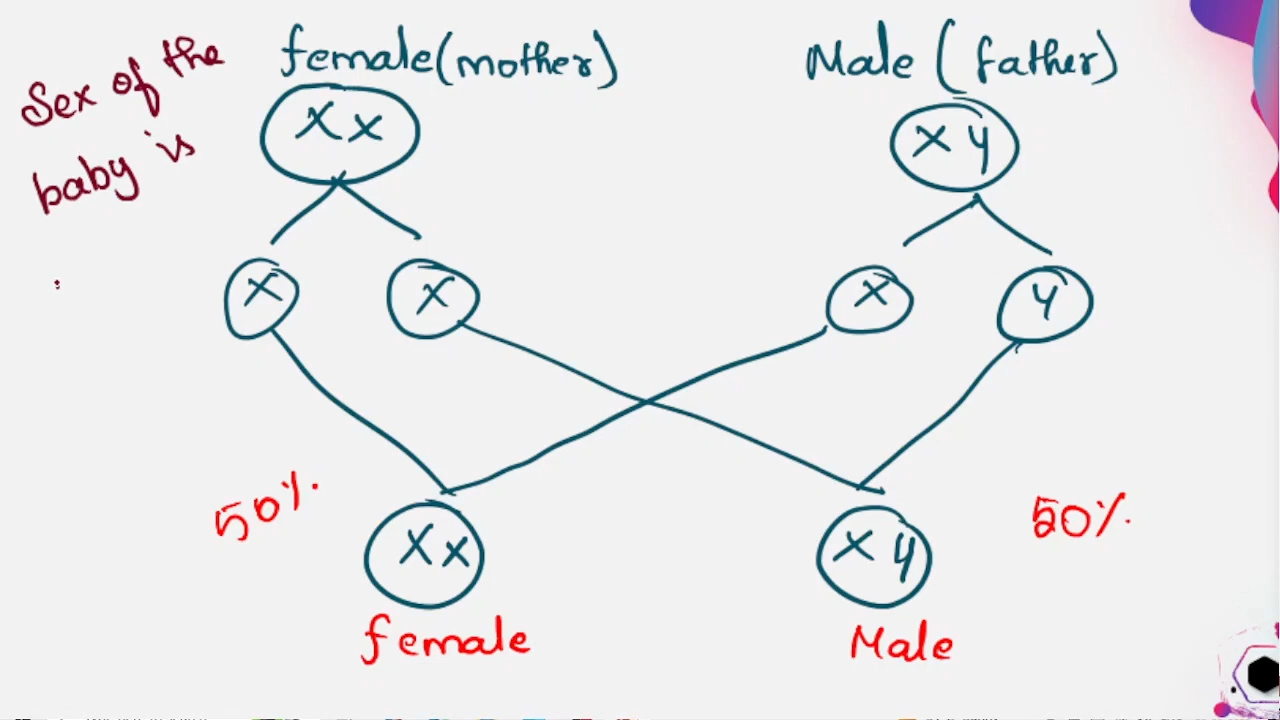 Sex of the
baby is
female (mother)
Male (father)
Xx
xy
X
X
X
y
50%
Xx
xy
50%
female
Male